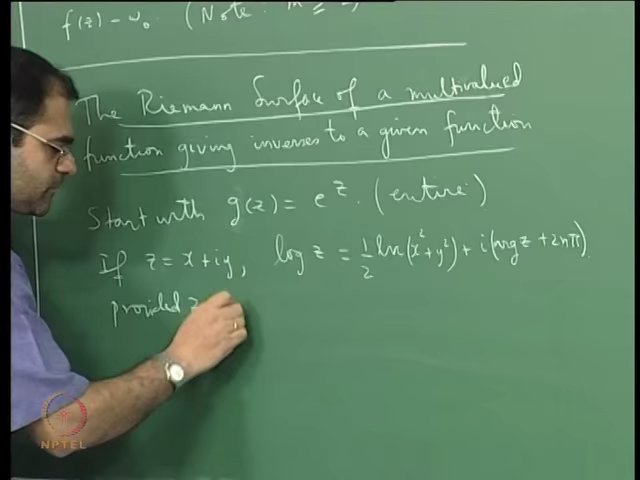 f(z) - ω₀. (Note:
The Riemann Surface of a multivalued
function giving inverses to a given function
Start with g(z) = e^z. (entire)
if z = x+iy, log z = 1/2 ln(x²+y²) + i(arg z + 2nπ).
provided z
NPTEL